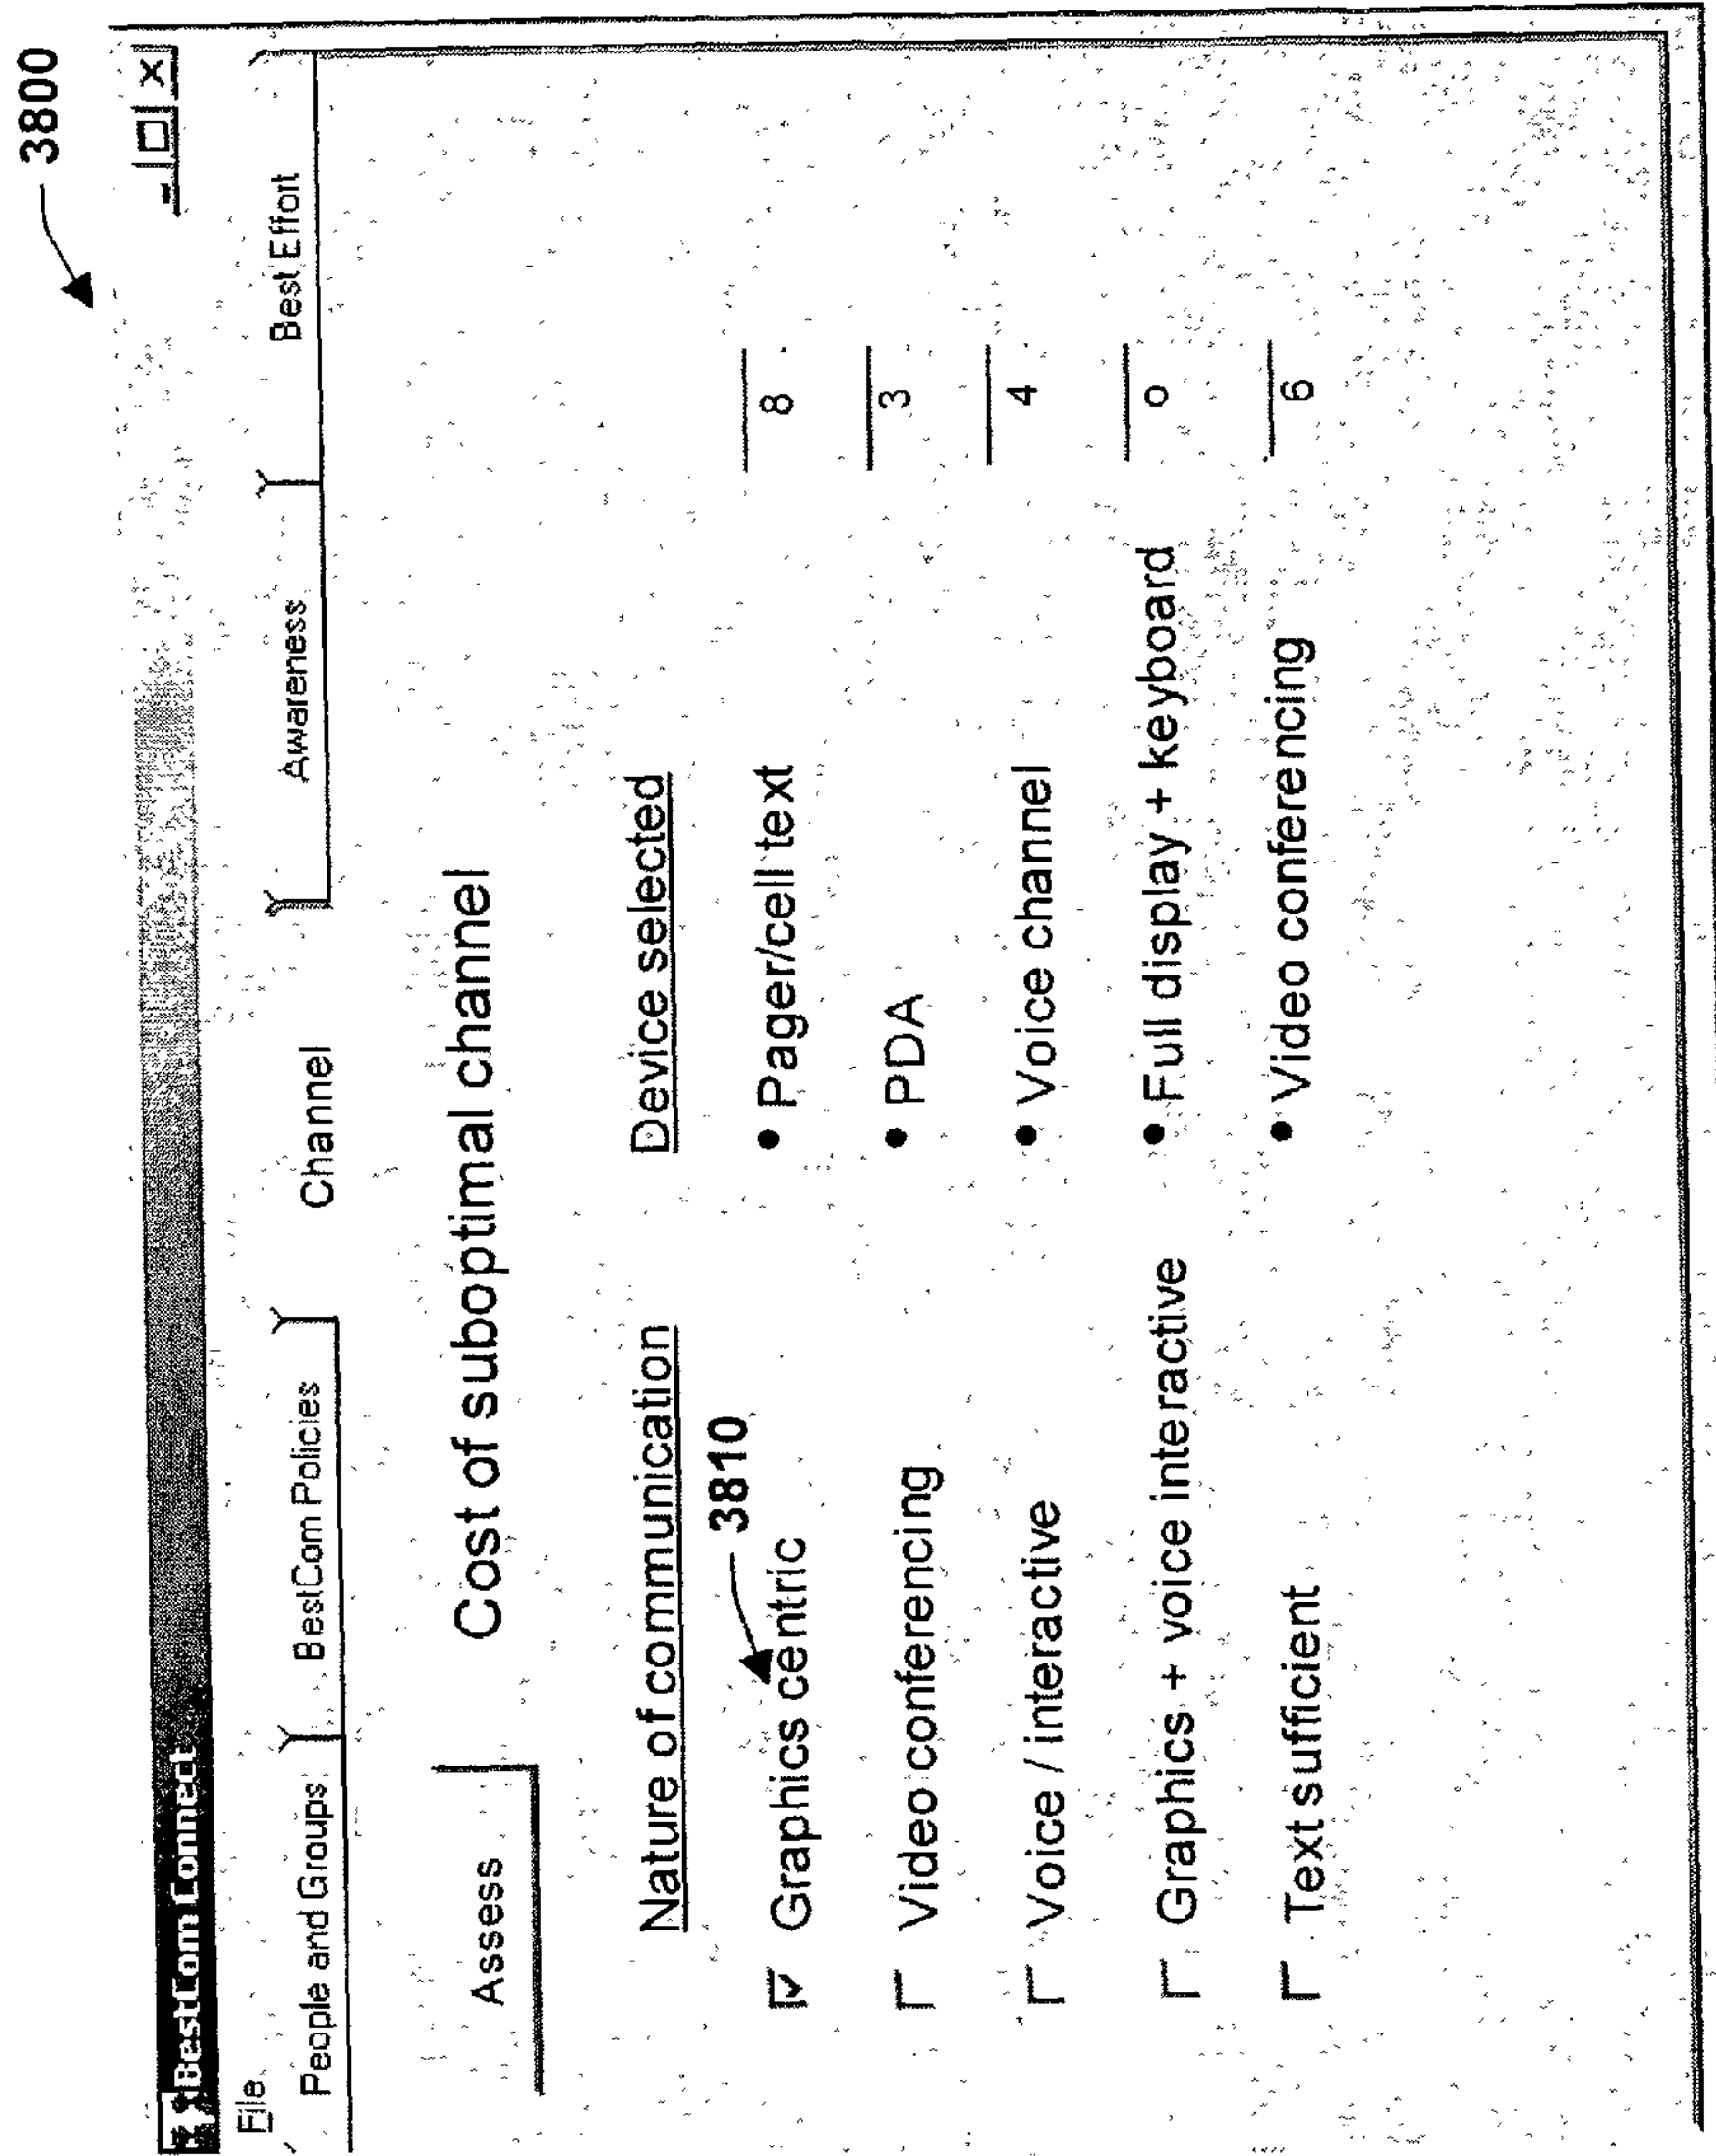 3800
BestCom Connect
File
People and Groups BestCom Policies Channel Awareness Best Effort
Assess Cost of suboptimal channel
Nature of communication Device selected
3810
Graphics centric • Pager/cell text 8
Video conferencing • PDA 3
Voice / interactive • Voice channel 4
Graphics + voice interactive • Full display + keyboard 0
Text sufficient • Video conferencing 6